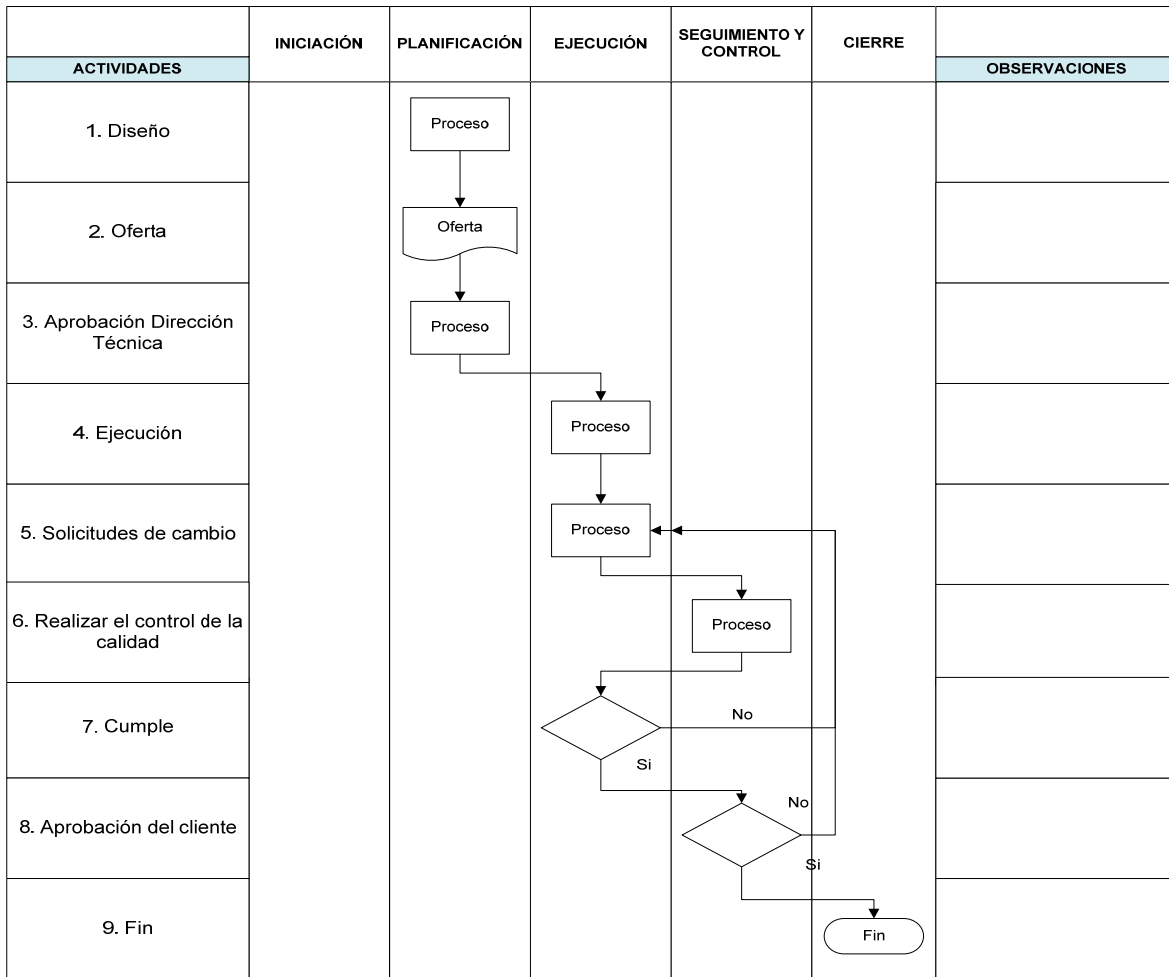 INICIACIÓN
PLANIFICACIÓN
EJECUCIÓN
SEGUIMIENTO Y
CONTROL
CIERRE
ACTIVIDADES
OBSERVACIONES
1. Diseño
Proceso
2. Oferta
Oferta
3. Aprobación Dirección
Técnica
Proceso
4. Ejecución
Proceso
5. Solicitudes de cambio
Proceso
6. Realizar el control de la
calidad
Proceso
7. Cumple
No
Si
8. Aprobación del cliente
No
Si
9. Fin
Fin